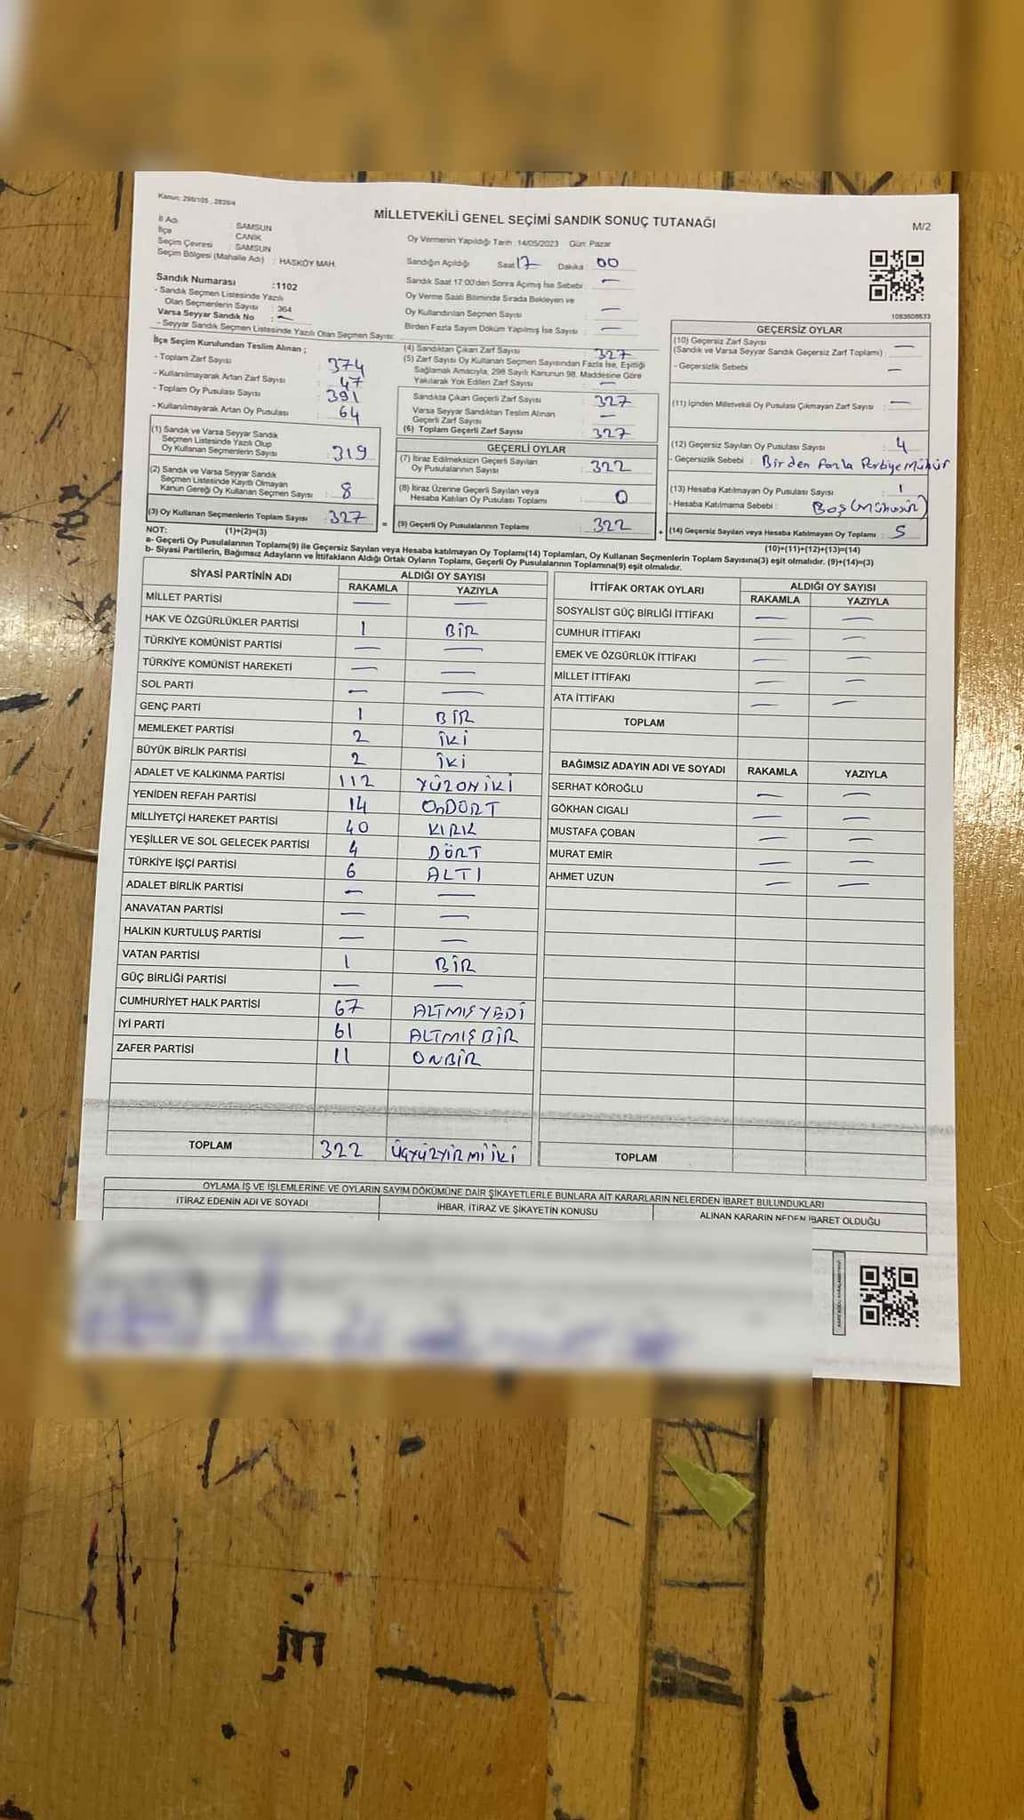 Kanun: 298/105 , 2839/4
MİLLETVEKİLİ GENEL SEÇİMİ SANDIK SONUÇ TUTANAĞI
M/2
İl Adı : SAMSUN
İlçe : CANİK
Seçim Çevresi : SAMSUN
Seçim Bölgesi (Mahalle Adı) : HASKÖY MAH.
Sandık Numarası :1102
- Sandık Seçmen Listesinde Yazılı
Olan Seçmenlerin Sayısı : 364
Varsa Seyyar Sandık No : —
- Seyyar Sandık Seçmen Listesinde Yazılı Olan Seçmen Sayısı:
Oy Vermenin Yapıldığı Tarih :14/05/2023 Gün: Pazar
Sandığın Açıldığı Saat 17 Dakika 00
Sandık Saat 17:00'den Sonra Açılmış İse Sebebi : —
Oy Verme Saati Bitiminde Sırada Bekleyen ve
Oy Kullandırılan Seçmen Sayısı : —
Birden Fazla Sayım Döküm Yapılmış İse Sayısı : —
1083608633
İlçe Seçim Kurulundan Teslim Alınan ;
- Toplam Zarf Sayısı : 374
- Kullanılmayarak Artan Zarf Sayısı : 47
- Toplam Oy Pusulası Sayısı : 391
- Kullanılmayarak Artan Oy Pusulası : 64
(1) Sandık ve Varsa Seyyar Sandık
Seçmen Listesinde Yazılı Olup
Oy Kullanan Seçmenlerin Sayısı : 319
(2) Sandık ve Varsa Seyyar Sandık
Seçmen Listesinde Kayıtlı Olmayan
Kanun Gereği Oy Kullanan Seçmen Sayısı : 8
(3) Oy Kullanan Seçmenlerin Toplam Sayısı : 327
(4) Sandıktan Çıkan Zarf Sayısı : 327
(5) Zarf Sayısı Oy Kullanan Seçmen Sayısından Fazla İse, Eşitliği
Sağlamak Amacıyla, 298 Sayılı Kanunun 98. Maddesine Göre
Yakılarak Yok Edilen Zarf Sayısı : —
Sandıkta Çıkan Geçerli Zarf Sayısı : 327
Varsa Seyyar Sandıktan Teslim Alınan
Geçerli Zarf Sayısı : —
(6) Toplam Geçerli Zarf Sayısı : 327
GEÇERLİ OYLAR
(7) İtiraz Edilmeksizin Geçerli Sayılan
Oy Pusulalarının Sayısı : 322
(8) İtiraz Üzerine Geçerli Sayılan veya
Hesaba Katılan Oy Pusulası Toplamı : 0
= (9) Geçerli Oy Pusulalarının Toplamı : 322
GEÇERSİZ OYLAR
(10) Geçersiz Zarf Sayısı
(Sandık ve Varsa Seyyar Sandık Geçersiz Zarf Toplamı) : —
- Geçersizlik Sebebi : —
(11) İçinden Milletvekili Oy Pusulası Çıkmayan Zarf Sayısı : —
(12) Geçersiz Sayılan Oy Pusulası Sayısı : 4
- Geçersizlik Sebebi : Birden Fazla Partiye Mühür
(13) Hesaba Katılmayan Oy Pusulası Sayısı : 1
- Hesaba Katılmama Sebebi : Boş (Mühürsüz)
+ (14) Geçersiz Sayılan veya Hesaba Katılmayan Oy Toplamı : 5
NOT: (1)+(2)=(3)
(10)+(11)+(12)+(13)=(14)
a- Geçerli Oy Pusulalarının Toplamı(9) ile Geçersiz Sayılan veya Hesaba katılmayan Oy Toplamı(14) Toplamları, Oy Kullanan Seçmenlerin Toplam Sayısına(3) eşit olmalıdır. (9)+(14)=(3)
b- Siyasi Partilerin, Bağımsız Adayların ve İttifakların Aldığı Ortak Oyların Toplamı, Geçerli Oy Pusulalarının Toplamına(9) eşit olmalıdır.
SİYASİ PARTİNİN ADI ALDIĞI OY SAYISI
RAKAMLA YAZIYLA
MİLLET PARTİSİ — —
HAK VE ÖZGÜRLÜKLER PARTİSİ 1 BİR
TÜRKİYE KOMÜNİST PARTİSİ — —
TÜRKİYE KOMÜNİST HAREKETİ — —
SOL PARTİ — —
GENÇ PARTİ 1 BİR
MEMLEKET PARTİSİ 2 İKİ
BÜYÜK BİRLİK PARTİSİ 2 İKİ
ADALET VE KALKINMA PARTİSİ 112 YÜZONİKİ
YENİDEN REFAH PARTİSİ 14 ONDÖRT
MİLLİYETÇİ HAREKET PARTİSİ 40 KIRK
YEŞİLLER VE SOL GELECEK PARTİSİ 4 DÖRT
TÜRKİYE İŞÇİ PARTİSİ 6 ALTI
ADALET BİRLİK PARTİSİ — —
ANAVATAN PARTİSİ — —
HALKIN KURTULUŞ PARTİSİ — —
VATAN PARTİSİ 1 BİR
GÜÇ BİRLİĞİ PARTİSİ — —
CUMHURİYET HALK PARTİSİ 67 ALTMIŞYEDİ
İYİ PARTİ 61 ALTMIŞBİR
ZAFER PARTİSİ 11 ONBİR
TOPLAM 322 ÜÇYÜZYİRMİİKİ
İTTİFAK ORTAK OYLARI ALDIĞI OY SAYISI
RAKAMLA YAZIYLA
SOSYALİST GÜÇ BİRLİĞİ İTTİFAKI — —
CUMHUR İTTİFAKI — —
EMEK VE ÖZGÜRLÜK İTTİFAKI — —
MİLLET İTTİFAKI — —
ATA İTTİFAKI — —
TOPLAM
BAĞIMSIZ ADAYIN ADI VE SOYADI RAKAMLA YAZIYLA
SERHAT KÖROĞLU — —
GÖKHAN CIGALI — —
MUSTAFA ÇOBAN — —
MURAT EMİR — —
AHMET UZUN — —
TOPLAM
OYLAMA İŞ VE İŞLEMLERİNE VE OYLARIN SAYIM DÖKÜMÜNE DAİR ŞİKAYETLERLE BUNLARA AİT KARARLARIN NELERDEN İBARET BULUNDUKLARI
İTİRAZ EDENİN ADI VE SOYADI İHBAR, İTİRAZ VE ŞİKAYETİN KONUSU ALINAN KARARIN NEDEN İBARET OLDUĞU